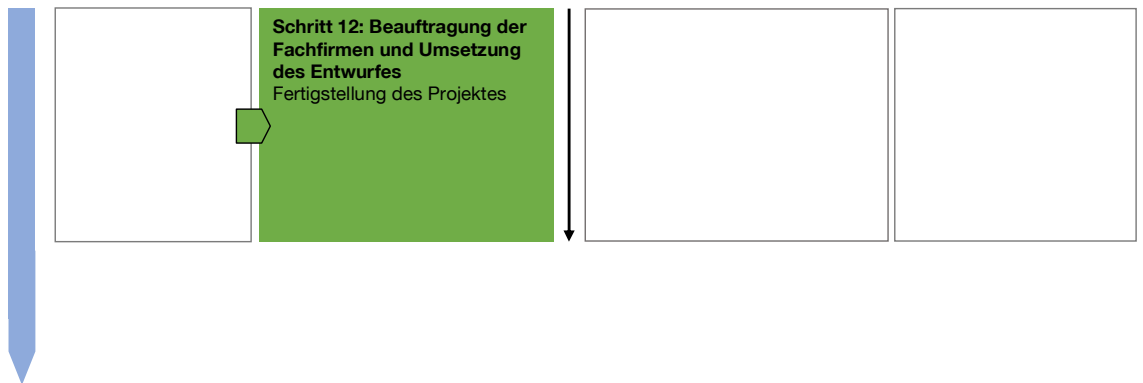 Schritt 12: Beauftragung der
Fachfirmen und Umsetzung
des Entwurfes
Fertigstellung des Projektes